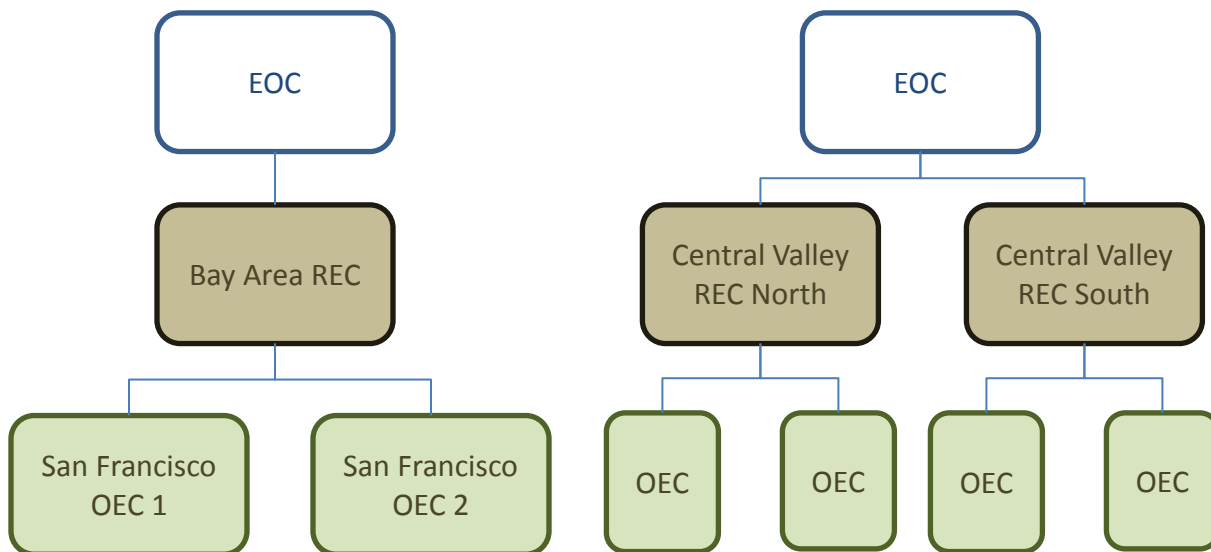 EOC
EOC
Bay Area REC
Central Valley
REC North
Central Valley
REC South
San Francisco
OEC 1
San Francisco
OEC 2
OEC
OEC
OEC
OEC